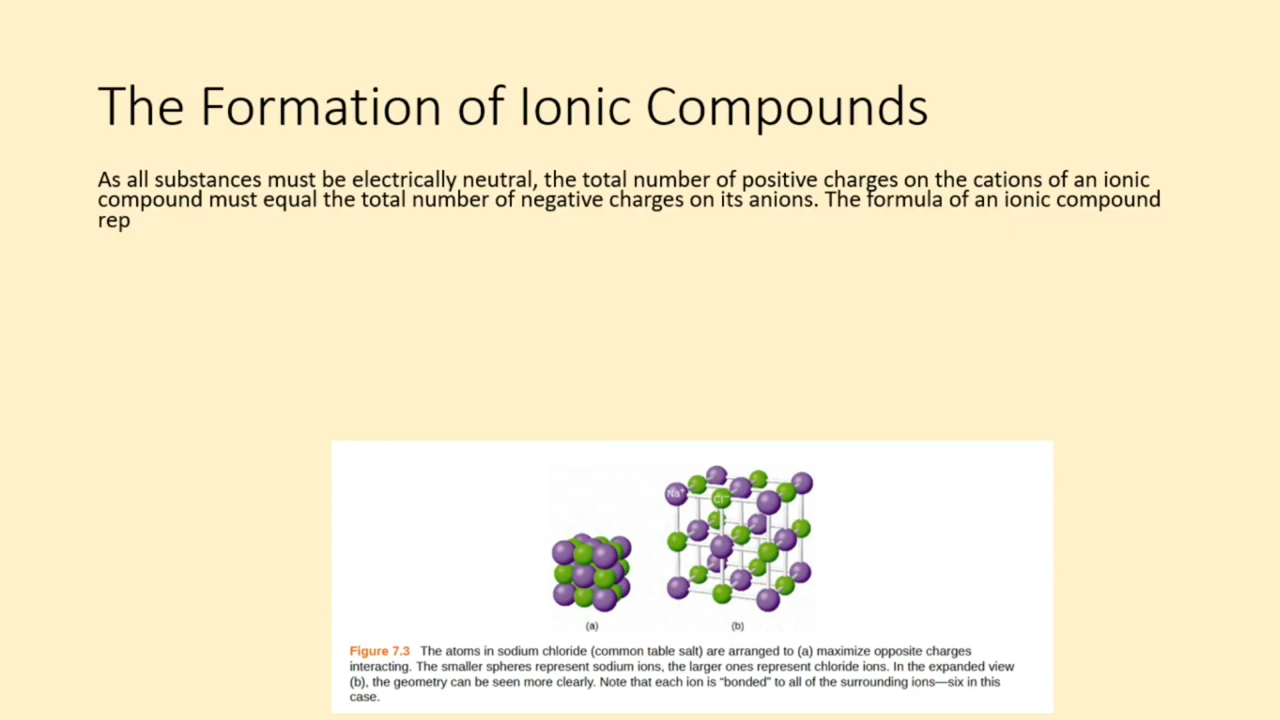 The Formation of Ionic Compounds
As all substances must be electrically neutral, the total number of positive charges on the cations of an ionic
compound must equal the total number of negative charges on its anions. The formula of an ionic compound
rep
Na⁺
Cl⁻
(a)
(b)
Figure 7.3 The atoms in sodium chloride (common table salt) are arranged to (a) maximize opposite charges
interacting. The smaller spheres represent sodium ions, the larger ones represent chloride ions. In the expanded view
(b), the geometry can be seen more clearly. Note that each ion is “bonded” to all of the surrounding ions—six in this
case.